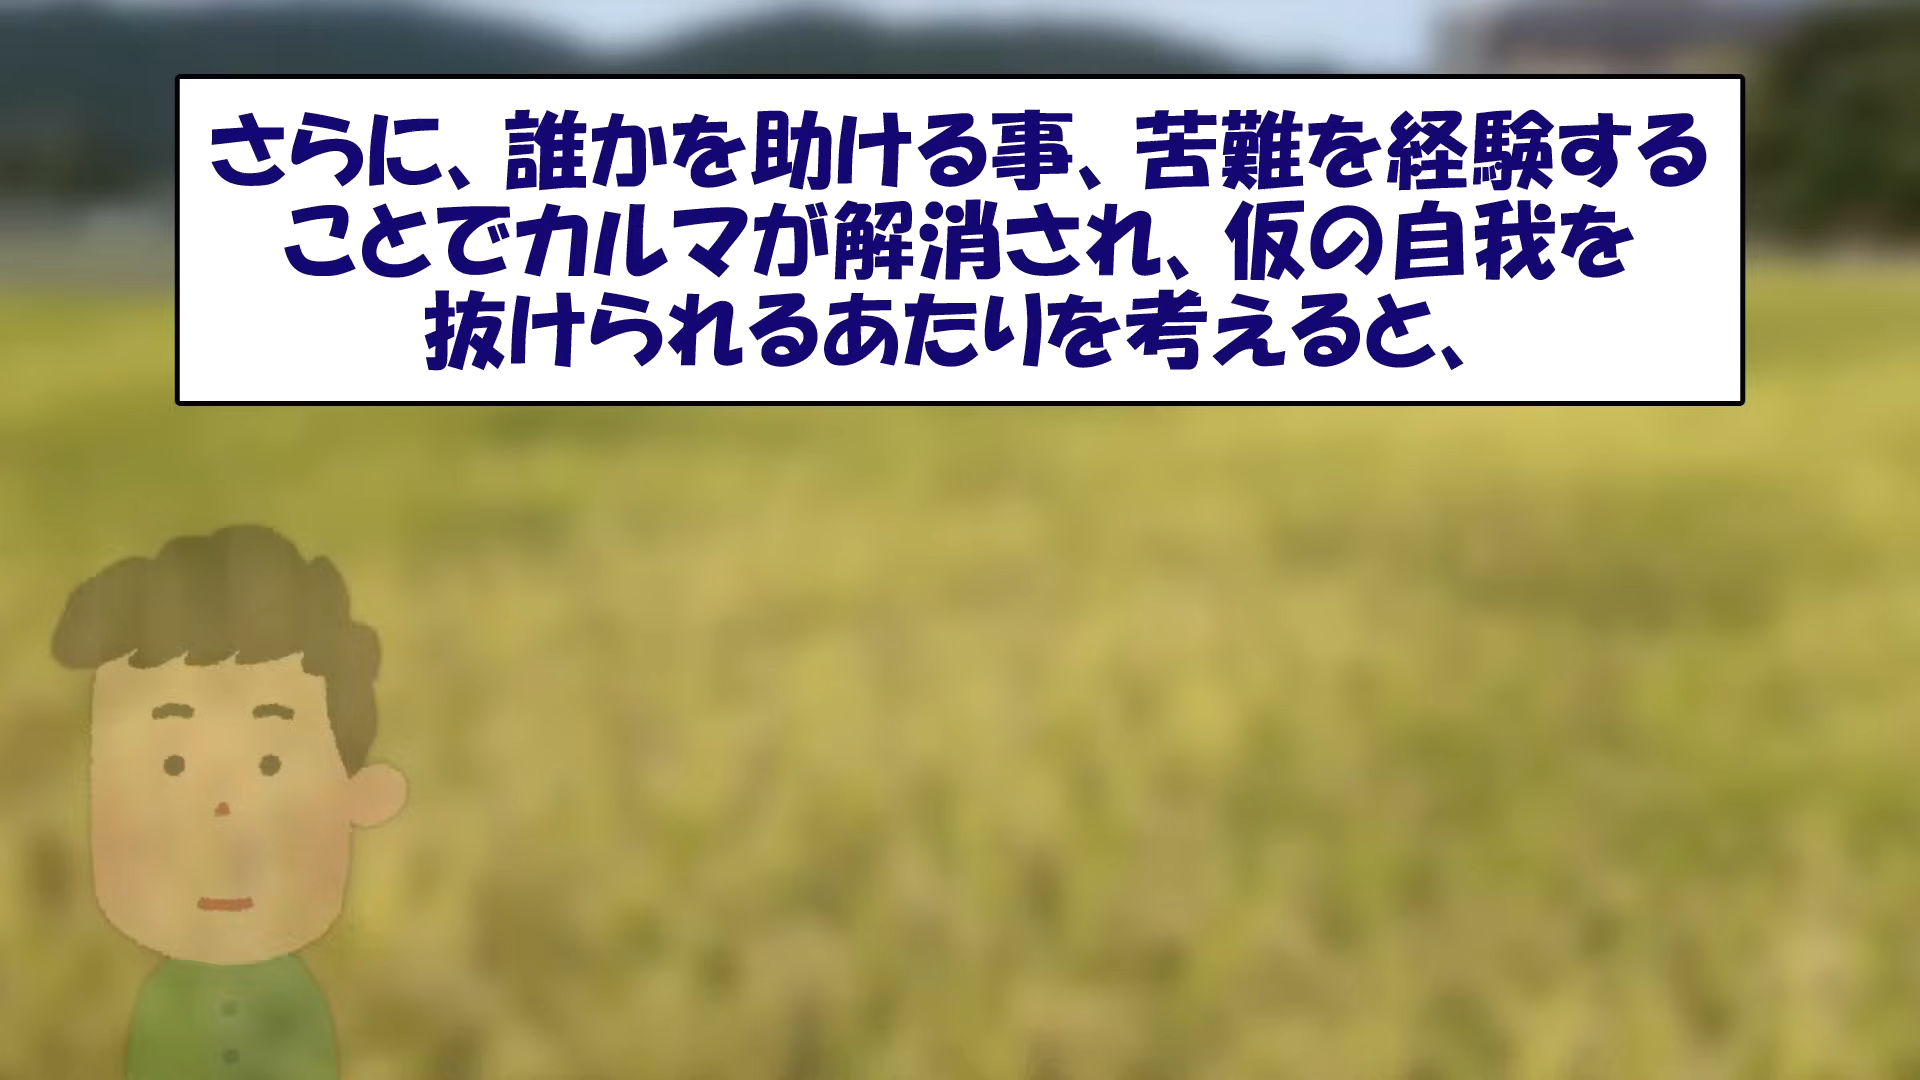 さらに、誰かを助ける事、苦難を経験する
ことでカルマが解消され、仮の自我を
抜けられるあたりを考えると、